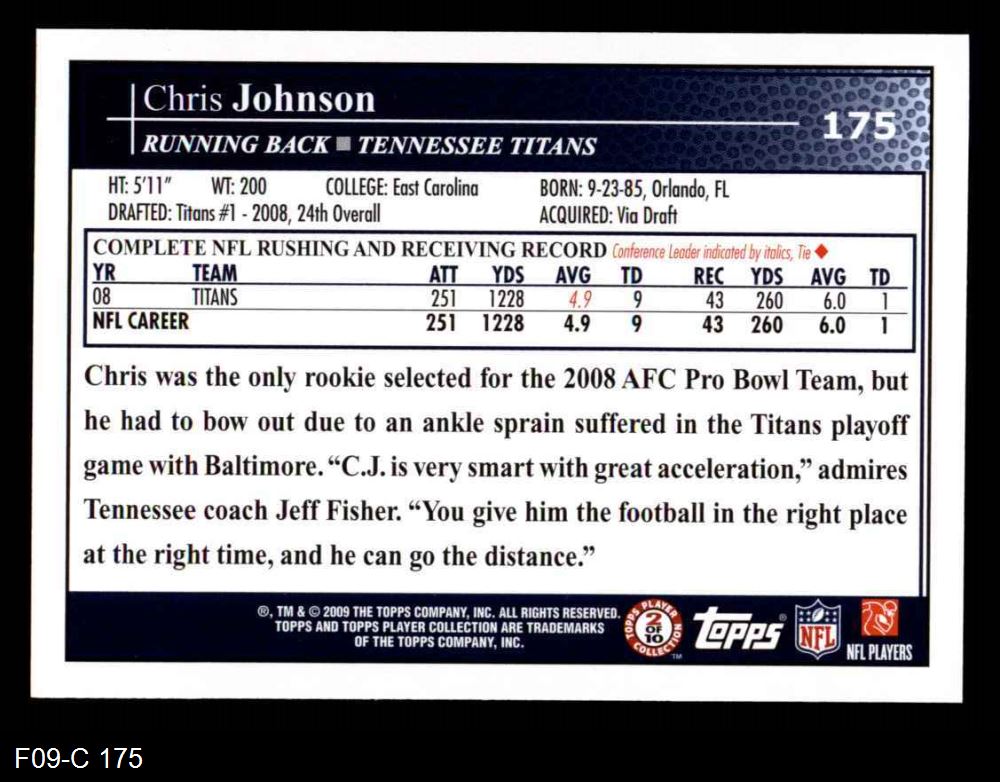 Chris Johnson
175
RUNNING BACK ■ TENNESSEE TITANS
HT: 5'11" WT: 200 COLLEGE: East Carolina BORN: 9-23-85, Orlando, FL
DRAFTED: Titans #1 - 2008, 24th Overall ACQUIRED: Via Draft
COMPLETE NFL RUSHING AND RECEIVING RECORD Conference Leader indicated by italics, Tie ♦
YR TEAM ATT YDS AVG TD REC YDS AVG TD
08 TITANS 251 1228 4.9 9 43 260 6.0 1
NFL CAREER 251 1228 4.9 9 43 260 6.0 1
Chris was the only rookie selected for the 2008 AFC Pro Bowl Team, but
he had to bow out due to an ankle sprain suffered in the Titans playoff
game with Baltimore. “C.J. is very smart with great acceleration,” admires
Tennessee coach Jeff Fisher. “You give him the football in the right place
at the right time, and he can go the distance.”
®, TM & © 2009 THE TOPPS COMPANY, INC. ALL RIGHTS RESERVED.
TOPPS AND TOPPS PLAYER COLLECTION ARE TRADEMARKS
OF THE TOPPS COMPANY, INC.
TOPPS PLAYER COLLECTION
2 OF 10
TM
Topps
NFL
NFL PLAYERS
F09-C 175